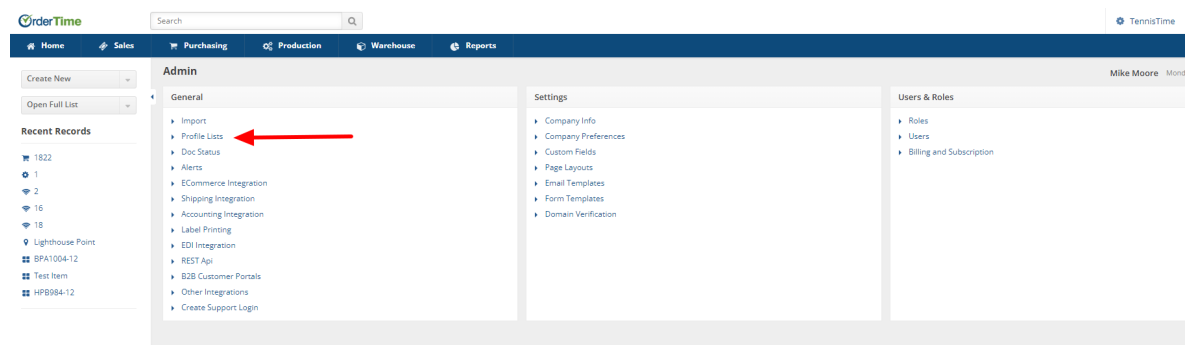 OrderTime
Search
TennisTime
Home Sales Purchasing Production Warehouse Reports
Create New
Open Full List
Recent Records
1822
1
2
16
18
Lighthouse Point
BPA1004-12
Test Item
HPB984-12
Admin
Mike Moore Mond
General
Import
Profile Lists
Doc Status
Alerts
ECommerce Integration
Shipping Integration
Accounting Integration
Label Printing
EDI Integration
REST Api
B2B Customer Portals
Other Integrations
Create Support Login
Settings
Company Info
Company Preferences
Custom Fields
Page Layouts
Email Templates
Form Templates
Domain Verification
Users & Roles
Roles
Users
Billing and Subscription